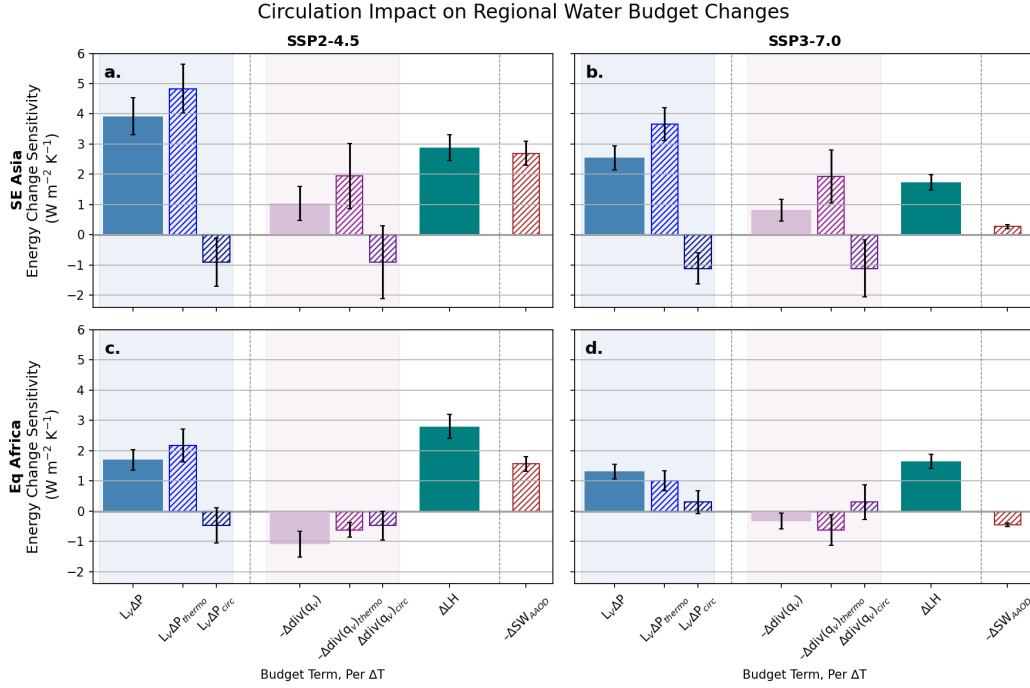 Circulation Impact on Regional Water Budget Changes
SSP2-4.5
SSP3-7.0
SE Asia
Energy Change Sensitivity
(W m⁻² K⁻¹)
6
5
4
3
2
1
0
−1
−2
a.
b.
Eq Africa
Energy Change Sensitivity
(W m⁻² K⁻¹)
6
5
4
3
2
1
0
−1
−2
c.
d.
LᵥΔP
LᵥΔP_thermo
LᵥΔP_circ
-Δdiv(qᵥ)
-Δdiv(qᵥ)_thermo
Δdiv(qᵥ)_circ
ΔLH
-ΔSW_AAOD
LᵥΔP
LᵥΔP_thermo
LᵥΔP_circ
-Δdiv(qᵥ)
-Δdiv(qᵥ)_thermo
Δdiv(qᵥ)_circ
ΔLH
-ΔSW_AAOD
Budget Term, Per ΔT
Budget Term, Per ΔT